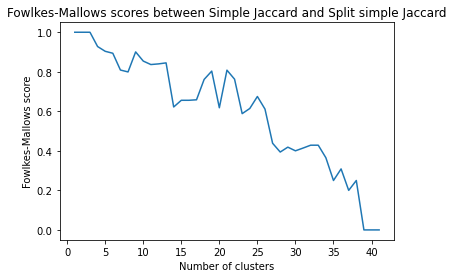 Fowlkes-Mallows scores between Simple Jaccard and Split simple Jaccard
1.0
0.8
0.6
0.4
0.2
0.0
Fowlkes-Mallows score
0 5 10 15 20 25 30 35 40
Number of clusters